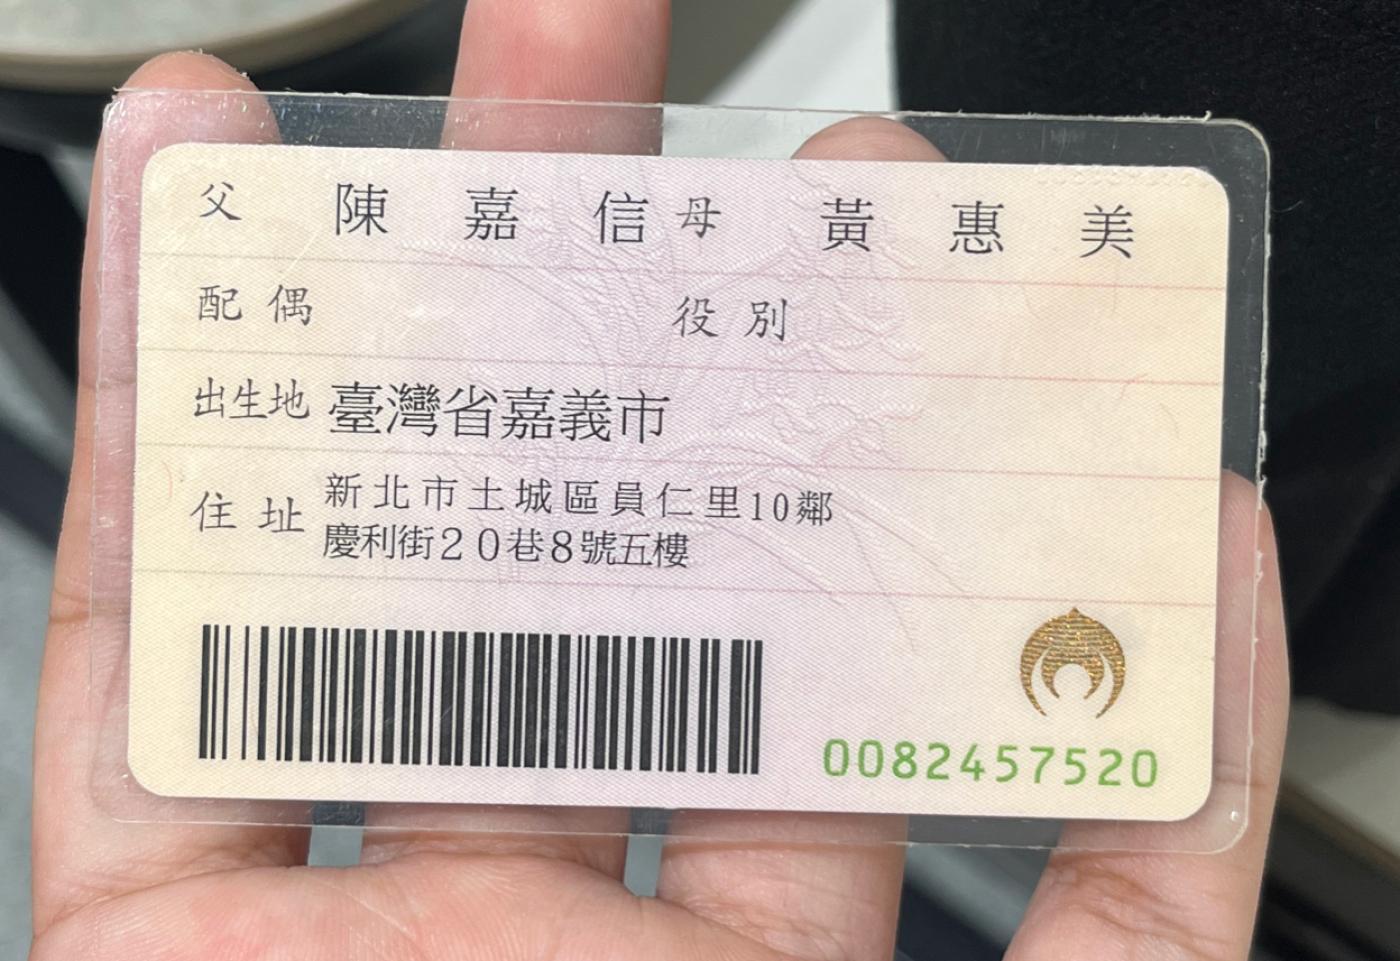 父 陳嘉信 母 黃惠美
配偶 役別
出生地 臺灣省嘉義市
住址 新北市土城區員仁里10鄰
慶利街20巷8號五樓
0082457520